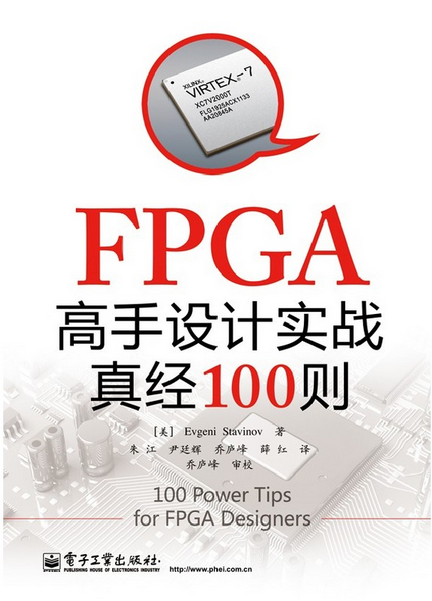 XILINX
VIRTEX-7
XC7V2000T
FLG1925ACX1133
AA20845A
FPGA
高手设计实战
真经100则
［美］ Evgeni Stavinov 著
朱 江 尹廷辉 乔庐峰 薛 红 译
乔庐峰 审校
100 Power Tips
for FPGA Designers
電子工業出版社
PUBLISHING HOUSE OF ELECTRONICS INDUSTRY
http://www.phei.com.cn